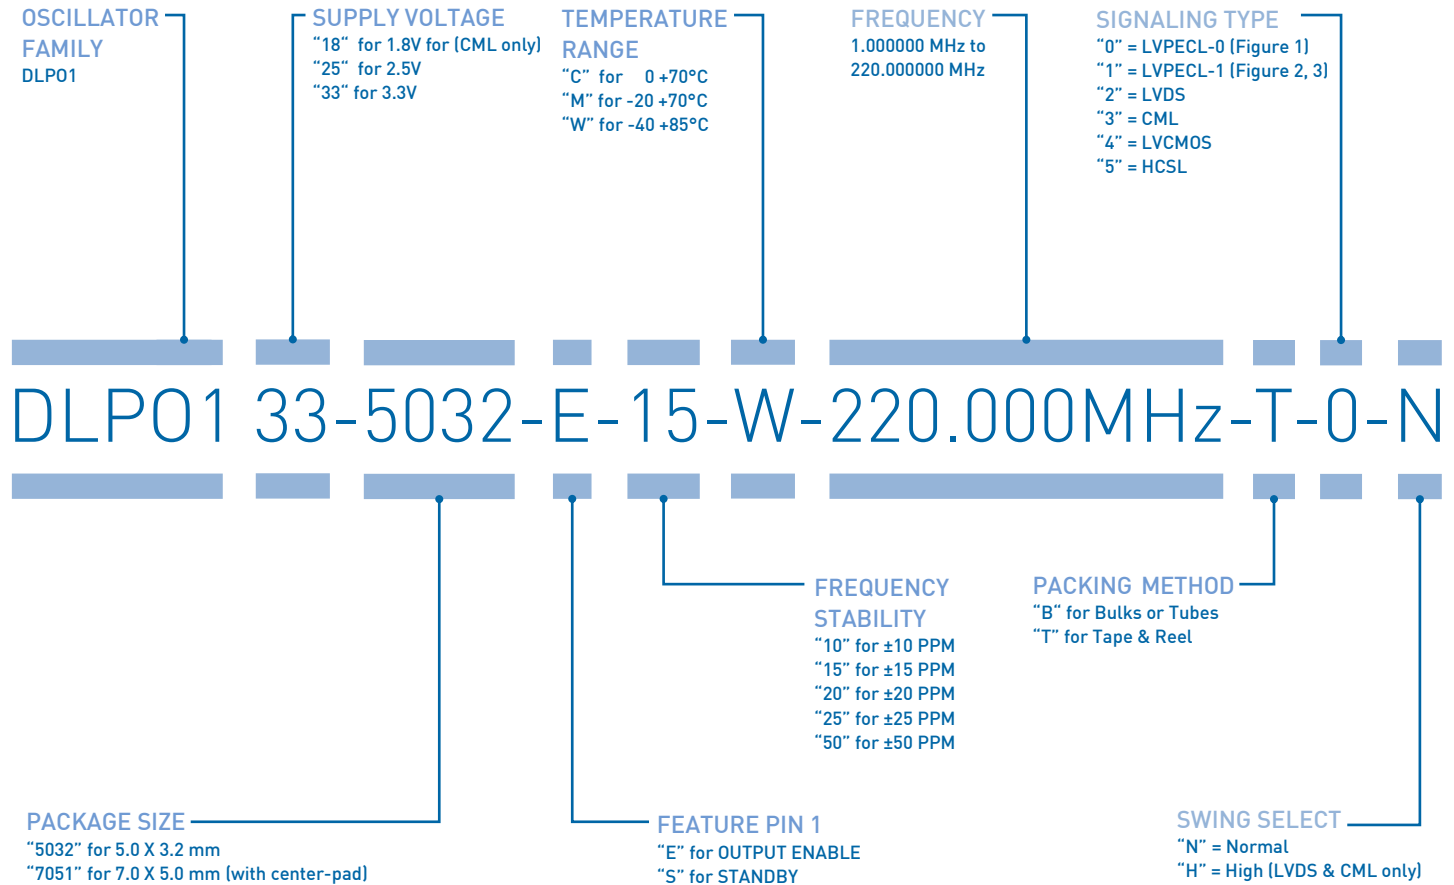 OSCILLATOR
FAMILY
DLPO1
SUPPLY VOLTAGE
“18“ for 1.8V for (CML only)
“25” for 2.5V
“33“ for 3.3V
TEMPERATURE
RANGE
“C” for 0 +70°C
“M” for -20 +70°C
“W” for -40 +85°C
FREQUENCY
1.000000 MHz to
220.000000 MHz
SIGNALING TYPE
“0” = LVPECL-0 (Figure 1)
“1” = LVPECL-1 (Figure 2, 3)
“2” = LVDS
“3” = CML
“4” = LVCMOS
“5” = HCSL
DLPO1 33-5032-E-15-W-220.000MHz-T-0-N
FREQUENCY
STABILITY
“10” for ±10 PPM
“15” for ±15 PPM
“20” for ±20 PPM
“25” for ±25 PPM
“50” for ±50 PPM
PACKING METHOD
“B“ for Bulks or Tubes
“T” for Tape & Reel
PACKAGE SIZE
“5032” for 5.0 X 3.2 mm
“7051” for 7.0 X 5.0 mm (with center-pad)
FEATURE PIN 1
“E” for OUTPUT ENABLE
“S” for STANDBY
SWING SELECT
“N” = Normal
“H” = High (LVDS & CML only)